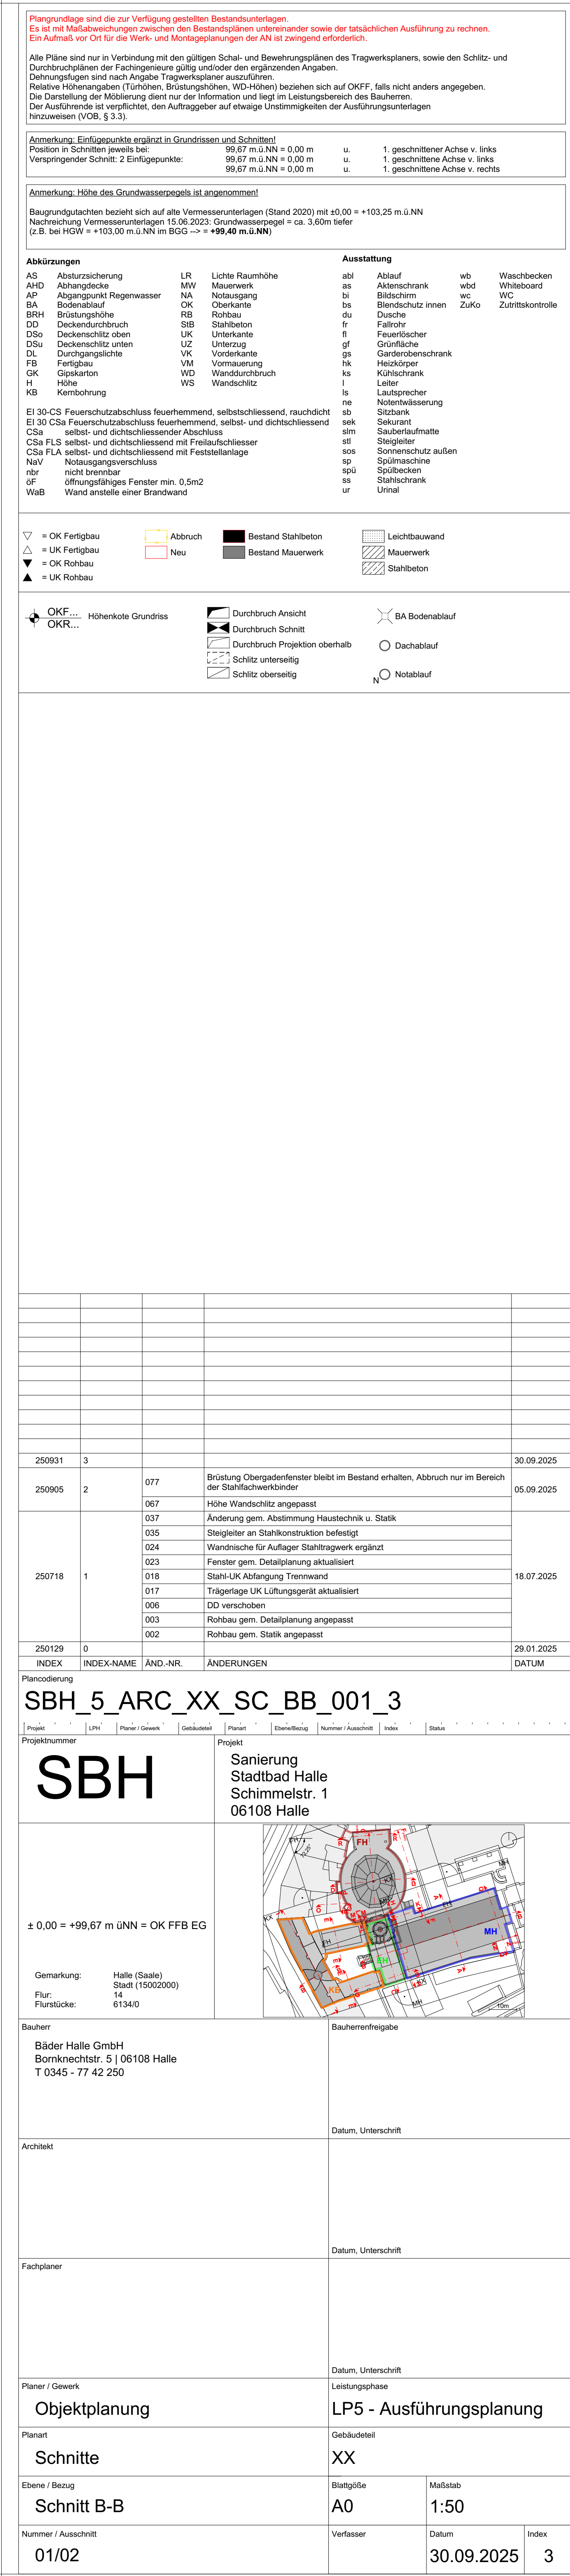 Plangrundlage sind die zur Verfügung gestellten Bestandsunterlagen.
Es ist mit Maßabweichungen zwischen den Bestandsplänen untereinander sowie der tatsächlichen Ausführung zu rechnen.
Ein Aufmaß vor Ort für die Werk- und Montageplanungen der AN ist zwingend erforderlich.
Alle Pläne sind nur in Verbindung mit den gültigen Schal- und Bewehrungsplänen des Tragwerksplaners, sowie den Schlitz- und
Durchbruchplänen der Fachingenieure gültig und/oder den ergänzenden Angaben.
Dehnungsfugen sind nach Angabe Tragwerksplaner auszuführen.
Relative Höhenangaben (Türhöhen, Brüstungshöhen, WD-Höhen) beziehen sich auf OKFF, falls nicht anders angegeben.
Die Darstellung der Möblierung dient nur der Information und liegt im Leistungsbereich des Bauherren.
Der Ausführende ist verpflichtet, den Auftraggeber auf etwaige Unstimmigkeiten der Ausführungsunterlagen
hinzuweisen (VOB, § 3.3).
Anmerkung: Einfügepunkte ergänzt in Grundrissen und Schnitten!
Position in Schnitten jeweils bei: 99,67 m.ü.NN = 0,00 m u. 1. geschnittener Achse v. links
Verspringender Schnitt: 2 Einfügepunkte: 99,67 m.ü.NN = 0,00 m u. 1. geschnittene Achse v. links
99,67 m.ü.NN = 0,00 m u. 1. geschnittene Achse v. rechts
Anmerkung: Höhe des Grundwasserpegels ist angenommen!
Baugrundgutachten bezieht sich auf alte Vermesserunterlagen (Stand 2020) mit ±0,00 = +103,25 m.ü.NN
Nachreichung Vermesserunterlagen 15.06.2023: Grundwasserpegel = ca. 3,60m tiefer
(z.B. bei HGW = +103,00 m.ü.NN im BGG --> = +99,40 m.ü.NN)
Abkürzungen
AS Absturzsicherung
AHD Abhangdecke
AP Abgangpunkt Regenwasser
BA Bodenablauf
BRH Brüstungshöhe
DD Deckendurchbruch
DSo Deckenschlitz oben
DSu Deckenschlitz unten
DL Durchgangslichte
FB Fertigbau
GK Gipskarton
H Höhe
KB Kernbohrung
LR Lichte Raumhöhe
MW Mauerwerk
NA Notausgang
OK Oberkante
RB Rohbau
StB Stahlbeton
UK Unterkante
UZ Unterzug
VK Vorderkante
VM Vormauerung
WD Wanddurchbruch
WS Wandschlitz
EI 30-CS Feuerschutzabschluss feuerhemmend, selbstschliessend, rauchdicht
EI 30 CSa Feuerschutzabschluss feuerhemmend, selbst- und dichtschliessend
CSa selbst- und dichtschliessender Abschluss
CSa FLS selbst- und dichtschliessend mit Freilaufschliesser
CSa FLA selbst- und dichtschliessend mit Feststellanlage
NaV Notausgangsverschluss
nbr nicht brennbar
öF öffnungsfähiges Fenster min. 0,5m2
WaB Wand anstelle einer Brandwand
Ausstattung
abl Ablauf
as Aktenschrank
bi Bildschirm
bs Blendschutz innen
du Dusche
fr Fallrohr
fl Feuerlöscher
gf Grünfläche
gs Garderobenschrank
hk Heizkörper
ks Kühlschrank
l Leiter
ls Lautsprecher
ne Notentwässerung
sb Sitzbank
sek Sekurant
slm Sauberlaufmatte
stl Steigleiter
sos Sonnenschutz außen
sp Spülmaschine
spü Spülbecken
ss Stahlschrank
ur Urinal
wb Waschbecken
wbd Whiteboard
wc WC
ZuKo Zutrittskontrolle
= OK Fertigbau
= UK Fertigbau
= OK Rohbau
= UK Rohbau
Abbruch
Neu
Bestand Stahlbeton
Bestand Mauerwerk
Leichtbauwand
Mauerwerk
Stahlbeton
OKF...
OKR...
Höhenkote Grundriss
Durchbruch Ansicht
Durchbruch Schnitt
Durchbruch Projektion oberhalb
Schlitz unterseitig
Schlitz oberseitig
BA Bodenablauf
Dachablauf
N Notablauf
250931 3 30.09.2025
250905 2 05.09.2025
077 Brüstung Obergadenfenster bleibt im Bestand erhalten, Abbruch nur im Bereich
der Stahlfachwerkbinder
067 Höhe Wandschlitz angepasst
250718 1 18.07.2025
037 Änderung gem. Abstimmung Haustechnik u. Statik
035 Steigleiter an Stahlkonstruktion befestigt
024 Wandnische für Auflager Stahltragwerk ergänzt
023 Fenster gem. Detailplanung aktualisiert
018 Stahl-UK Abfangung Trennwand
017 Trägerlage UK Lüftungsgerät aktualisiert
006 DD verschoben
003 Rohbau gem. Detailplanung angepasst
002 Rohbau gem. Statik angepasst
250129 0 29.01.2025
INDEX INDEX-NAME ÄND.-NR. ÄNDERUNGEN DATUM
Plancodierung
SBH_5_ARC_XX_SC_BB_001_3
Projekt LPH Planer / Gewerk Gebäudeteil Planart Ebene/Bezug Nummer / Ausschnitt Index Status
Projektnummer
SBH
Projekt
Sanierung
Stadtbad Halle
Schimmelstr. 1
06108 Halle
± 0,00 = +99,67 m üNN = OK FFB EG
Gemarkung: Halle (Saale)
Stadt (15002000)
Flur: 14
Flurstücke: 6134/0
FH
MH
EH
KB
10m
Bauherr
Bäder Halle GmbH
Bornknechtstr. 5 | 06108 Halle
T 0345 - 77 42 250
Bauherrenfreigabe
Datum, Unterschrift
Architekt
Datum, Unterschrift
Fachplaner
Datum, Unterschrift
Planer / Gewerk
Objektplanung
Leistungsphase
LP5 - Ausführungsplanung
Planart
Schnitte
Gebäudeteil
XX
Ebene / Bezug
Schnitt B-B
Blattgöße
A0
Maßstab
1:50
Nummer / Ausschnitt
01/02
Verfasser
Datum
30.09.2025
Index
3